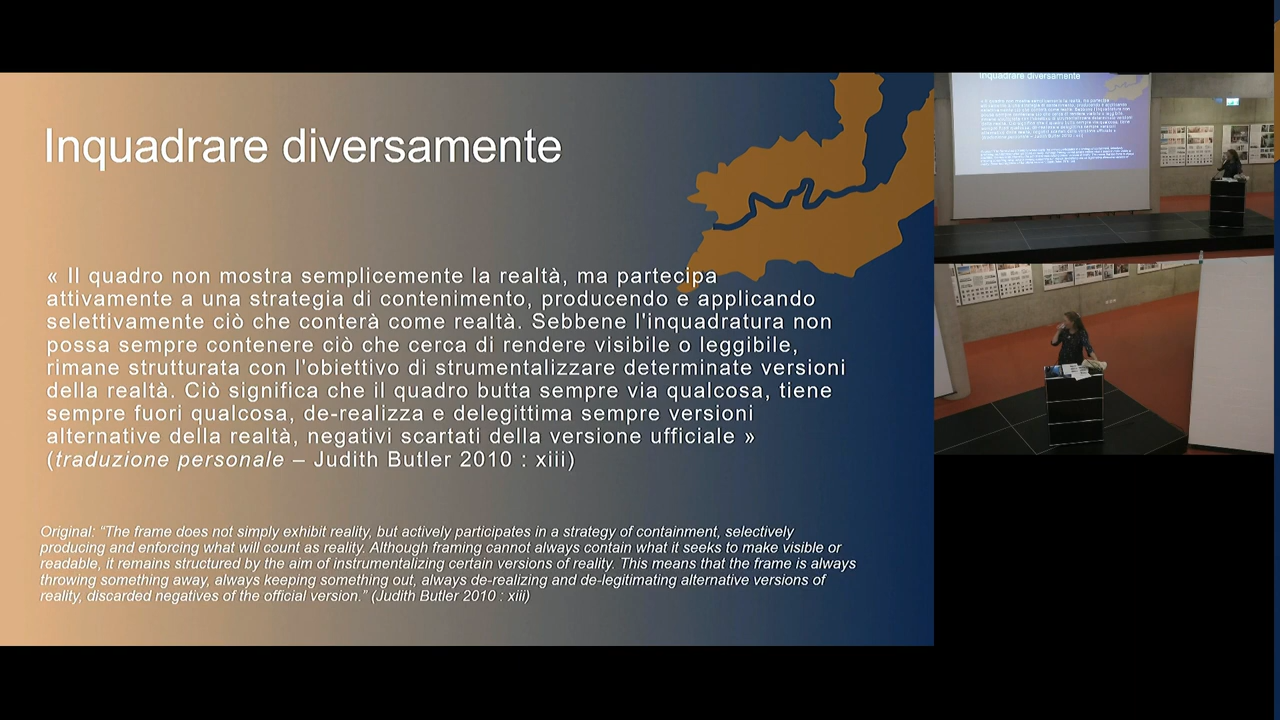 Inquadrare diversamente
« Il quadro non mostra semplicemente la realtà, ma partecipa
attivamente a una strategia di contenimento, producendo e applicando
selettivamente ciò che conterà come realtà. Sebbene l'inquadratura non
possa sempre contenere ciò che cerca di rendere visibile o leggibile,
rimane strutturata con l'obiettivo di strumentalizzare determinate versioni
della realtà. Ciò significa che il quadro butta sempre via qualcosa, tiene
sempre fuori qualcosa, de-realizza e delegittima sempre versioni
alternative della realtà, negativi scartati della versione ufficiale »
(traduzione personale – Judith Butler 2010 : xiii)
Original: “The frame does not simply exhibit reality, but actively participates in a strategy of containment, selectively
producing and enforcing what will count as reality. Although framing cannot always contain what it seeks to make visible or
readable, it remains structured by the aim of instrumentalizing certain versions of reality. This means that the frame is always
throwing something away, always keeping something out, always de-realizing and de-legitimating alternative versions of
reality, discarded negatives of the official version.” (Judith Butler 2010 : xiii)
Inquadrare diversamente